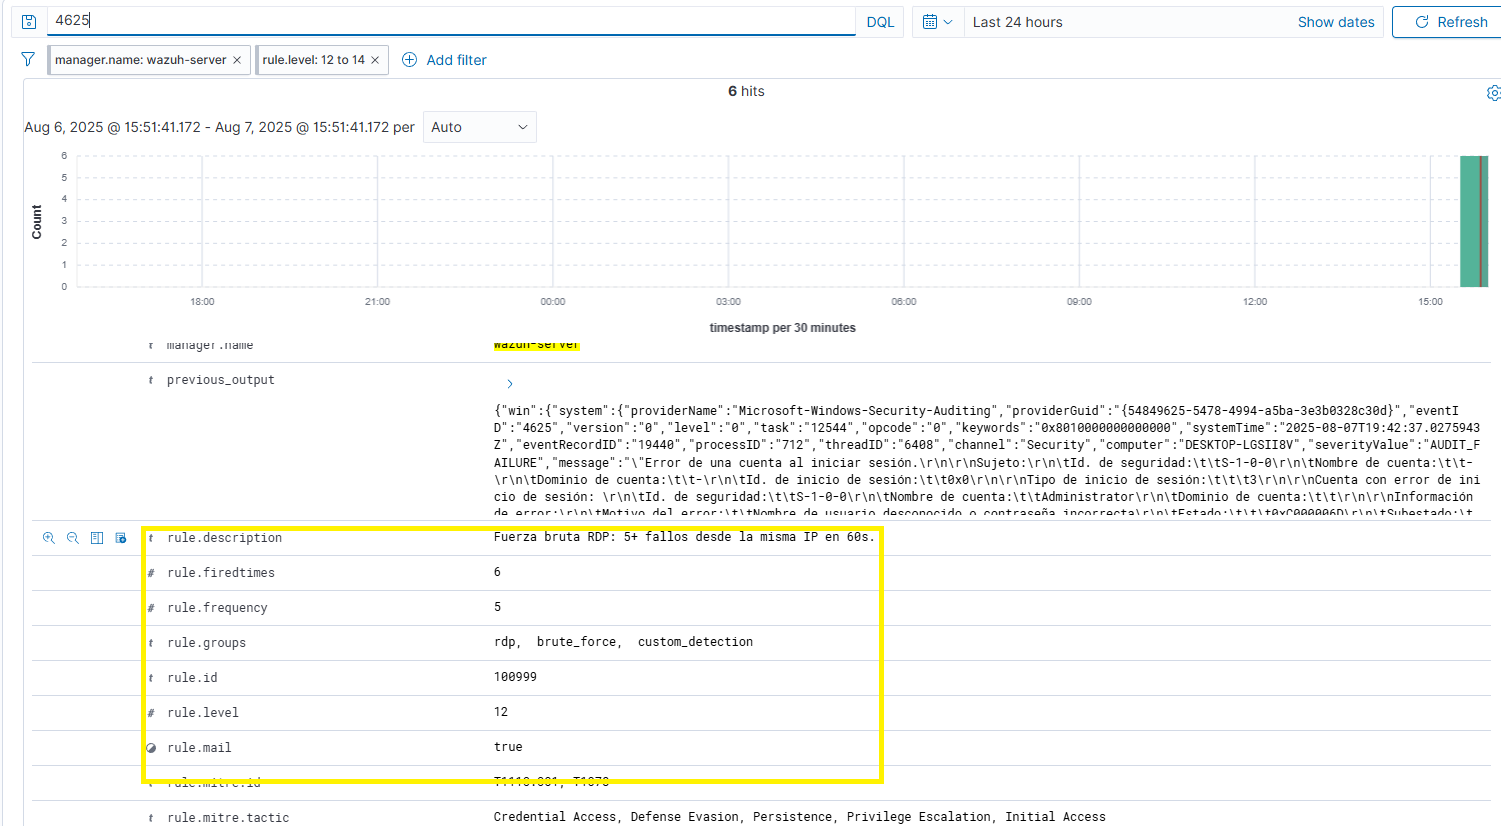 4625
DQL
Last 24 hours
Show dates
Refresh
manager.name: wazuh-server ×
rule.level: 12 to 14 ×
Add filter
6 hits
Aug 6, 2025 @ 15:51:41.172 - Aug 7, 2025 @ 15:51:41.172 per
Auto
Count
6
5
4
3
2
1
0
18:00
21:00
00:00
03:00
06:00
09:00
12:00
15:00
timestamp per 30 minutes
t manager.name wazuh-server
t previous_output
{"win":{"system":{"providerName":"Microsoft-Windows-Security-Auditing","providerGuid":"{54849625-5478-4994-a5ba-3e3b0328c30d}","eventI
D":"4625","version":"0","level":"0","task":"12544","opcode":"0","keywords":"0x8010000000000000","systemTime":"2025-08-07T19:42:37.0275943
Z","eventRecordID":"19440","processID":"712","threadID":"6408","channel":"Security","computer":"DESKTOP-LGSII8V","severityValue":"AUDIT_F
AILURE","message":"\"Error de una cuenta al iniciar sesión.\r\n\r\nSujeto:\r\n\tId. de seguridad:\t\tS-1-0-0\r\n\tNombre de cuenta:\t\t-
\r\n\tDominio de cuenta:\t\t-\r\n\tId. de inicio de sesión:\t\t0x0\r\n\r\nTipo de inicio de sesión:\t\t\t3\r\n\r\nCuenta con error de ini
cio de sesión: \r\n\tId. de seguridad:\t\tS-1-0-0\r\n\tNombre de cuenta:\t\tAdministrator\r\n\tDominio de cuenta:\t\t\r\n\r\nInformación
de error:\r\n\tMotivo del error:\t\tNombre de usuario desconocido o contraseña incorrecta\r\n\tEstado:\t\t\t0xC000006D\r\n\tSubestado:\t
t rule.description Fuerza bruta RDP: 5+ fallos desde la misma IP en 60s.
# rule.firedtimes 6
# rule.frequency 5
t rule.groups rdp, brute_force, custom_detection
t rule.id 100999
# rule.level 12
rule.mail true
t rule.mitre.id
t rule.mitre.tactic Credential Access, Defense Evasion, Persistence, Privilege Escalation, Initial Access